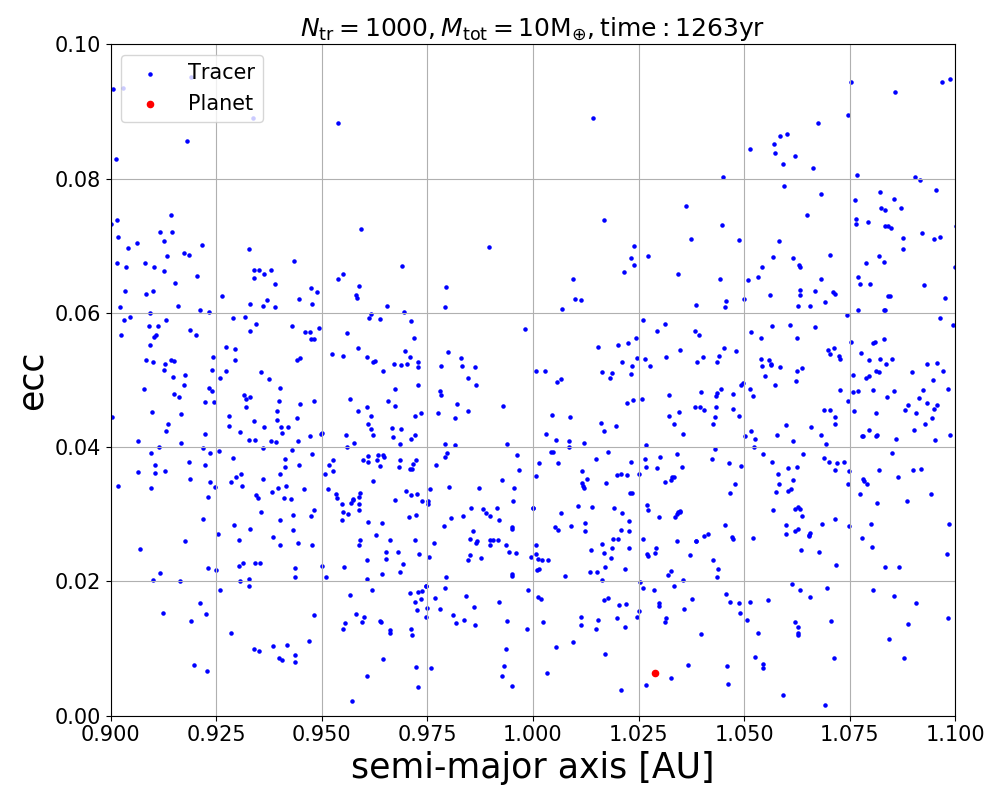 N_tr = 1000, M_tot = 10M_⊕, time : 1263yr
Tracer
Planet
0.10
0.08
0.06
0.04
0.02
0.00
ecc
0.900 0.925 0.950 0.975 1.000 1.025 1.050 1.075 1.100
semi-major axis [AU]